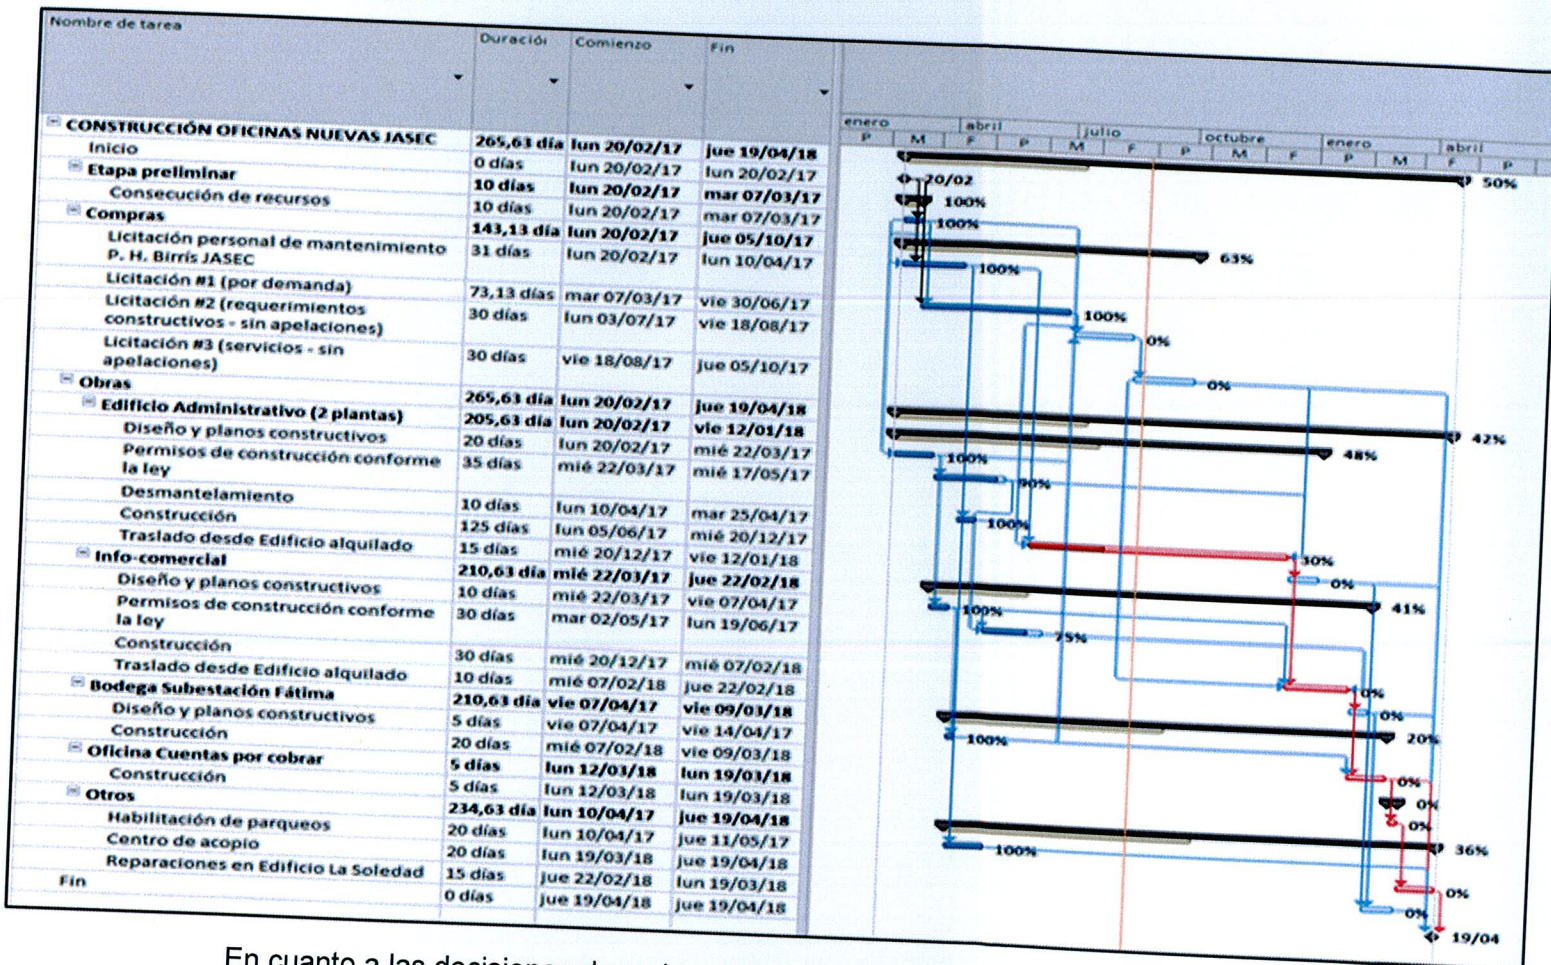 Nombre de tarea Duració Comienzo Fin
enero abril julio octubre enero abril
P M F P M F P M F P M F P
CONSTRUCCIÓN OFICINAS NUEVAS JASEC 265,63 día lun 20/02/17 jue 19/04/18 50%
Inicio 0 días lun 20/02/17 lun 20/02/17 20/02
Etapa preliminar 10 días lun 20/02/17 mar 07/03/17 100%
Consecución de recursos 10 días lun 20/02/17 mar 07/03/17 100%
Compras 143,13 día lun 20/02/17 jue 05/10/17 63%
Licitación personal de mantenimiento
P. H. Birrís JASEC 31 días lun 20/02/17 lun 10/04/17 100%
Licitación #1 (por demanda) 73,13 días mar 07/03/17 vie 30/06/17 100%
Licitación #2 (requerimientos
constructivos - sin apelaciones) 30 días lun 03/07/17 vie 18/08/17 0%
Licitación #3 (servicios - sin
apelaciones) 30 días vie 18/08/17 jue 05/10/17 0%
Obras 265,63 día lun 20/02/17 jue 19/04/18 42%
Edificio Administrativo (2 plantas) 205,63 día lun 20/02/17 vie 12/01/18 48%
Diseño y planos constructivos 20 días lun 20/02/17 mié 22/03/17 100%
Permisos de construcción conforme
la ley 35 días mié 22/03/17 mié 17/05/17 90%
Desmantelamiento 10 días lun 10/04/17 mar 25/04/17 100%
Construcción 125 días lun 05/06/17 mié 20/12/17 30%
Traslado desde Edificio alquilado 15 días mié 20/12/17 vie 12/01/18 0%
Info-comercial 210,63 día mié 22/03/17 jue 22/02/18 41%
Diseño y planos constructivos 10 días mié 22/03/17 vie 07/04/17 100%
Permisos de construcción conforme
la ley 30 días mar 02/05/17 lun 19/06/17 75%
Construcción 30 días mié 20/12/17 mié 07/02/18 0%
Traslado desde Edificio alquilado 10 días mié 07/02/18 jue 22/02/18 0%
Bodega Subestación Fátima 210,63 día vie 07/04/17 vie 09/03/18 20%
Diseño y planos constructivos 5 días vie 07/04/17 vie 14/04/17 100%
Construcción 20 días mié 07/02/18 vie 09/03/18 0%
Oficina Cuentas por cobrar 5 días lun 12/03/18 lun 19/03/18 0%
Construcción 5 días lun 12/03/18 lun 19/03/18 0%
Otros 234,63 día lun 10/04/17 jue 19/04/18 36%
Habilitación de parqueos 20 días lun 10/04/17 jue 11/05/17 100%
Centro de acopio 20 días lun 19/03/18 jue 19/04/18 0%
Reparaciones en Edificio La Soledad 15 días jue 22/02/18 lun 19/03/18 0%
Fin 0 días jue 19/04/18 jue 19/04/18 19/04
En cuanto a las decisiones